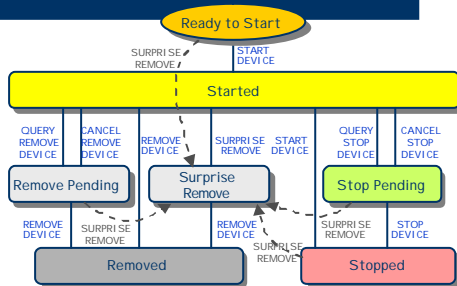 Ready to Start
SURPRISE
REMOVE
START
DEVICE
Started
QUERY
REMOVE
DEVICE
CANCEL
REMOVE
DEVICE
REMOVE
DEVICE
SURPRISE
REMOVE
START
DEVICE
QUERY
STOP
DEVICE
CANCEL
STOP
DEVICE
Remove Pending
Surprise
Remove
Stop Pending
REMOVE
DEVICE
SURPRISE
REMOVE
REMOVE
DEVICE
SURPRISE
REMOVE
SURPRISE
REMOVE
STOP
DEVICE
Removed
Stopped